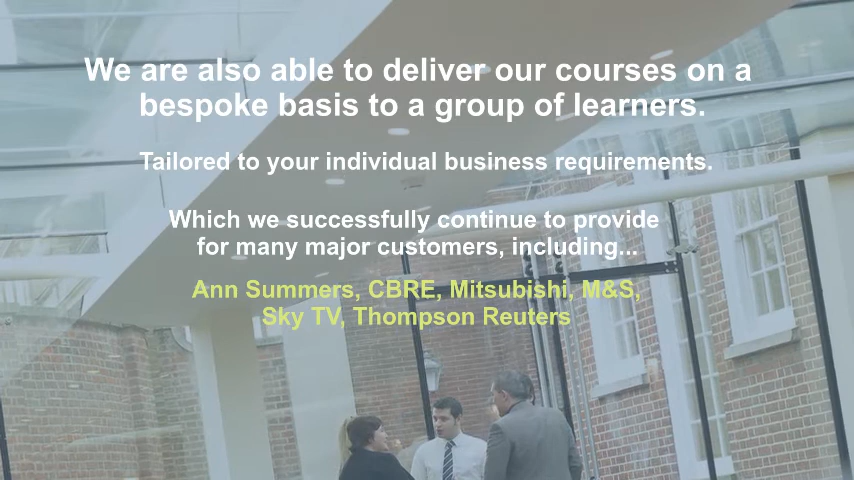 We are also able to deliver our courses on a
bespoke basis to a group of learners.
Tailored to your individual business requirements.
Which we successfully continue to provide
for many major customers, including...
Ann Summers, CBRE, Mitsubishi, M&S,
Sky TV, Thompson Reuters